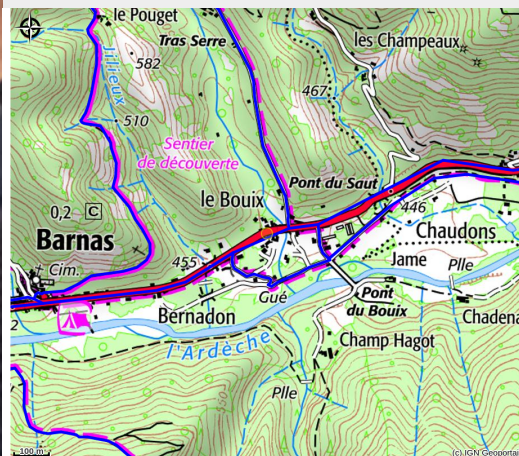 le Pouget
Tras Serre
les Champeaux
582
Lilieux
467
510
Sentier
de découverte
Pont du Saut
le Bouix
0,2 C
446
Barnas
Chaudons
Cim.
455
Jame
Plle
Gué
Pont
du Bouix
2
Bernadon
Chadena
l'Ardèche
Champ Hagot
Plle
100 m
(c) IGN Geoportai